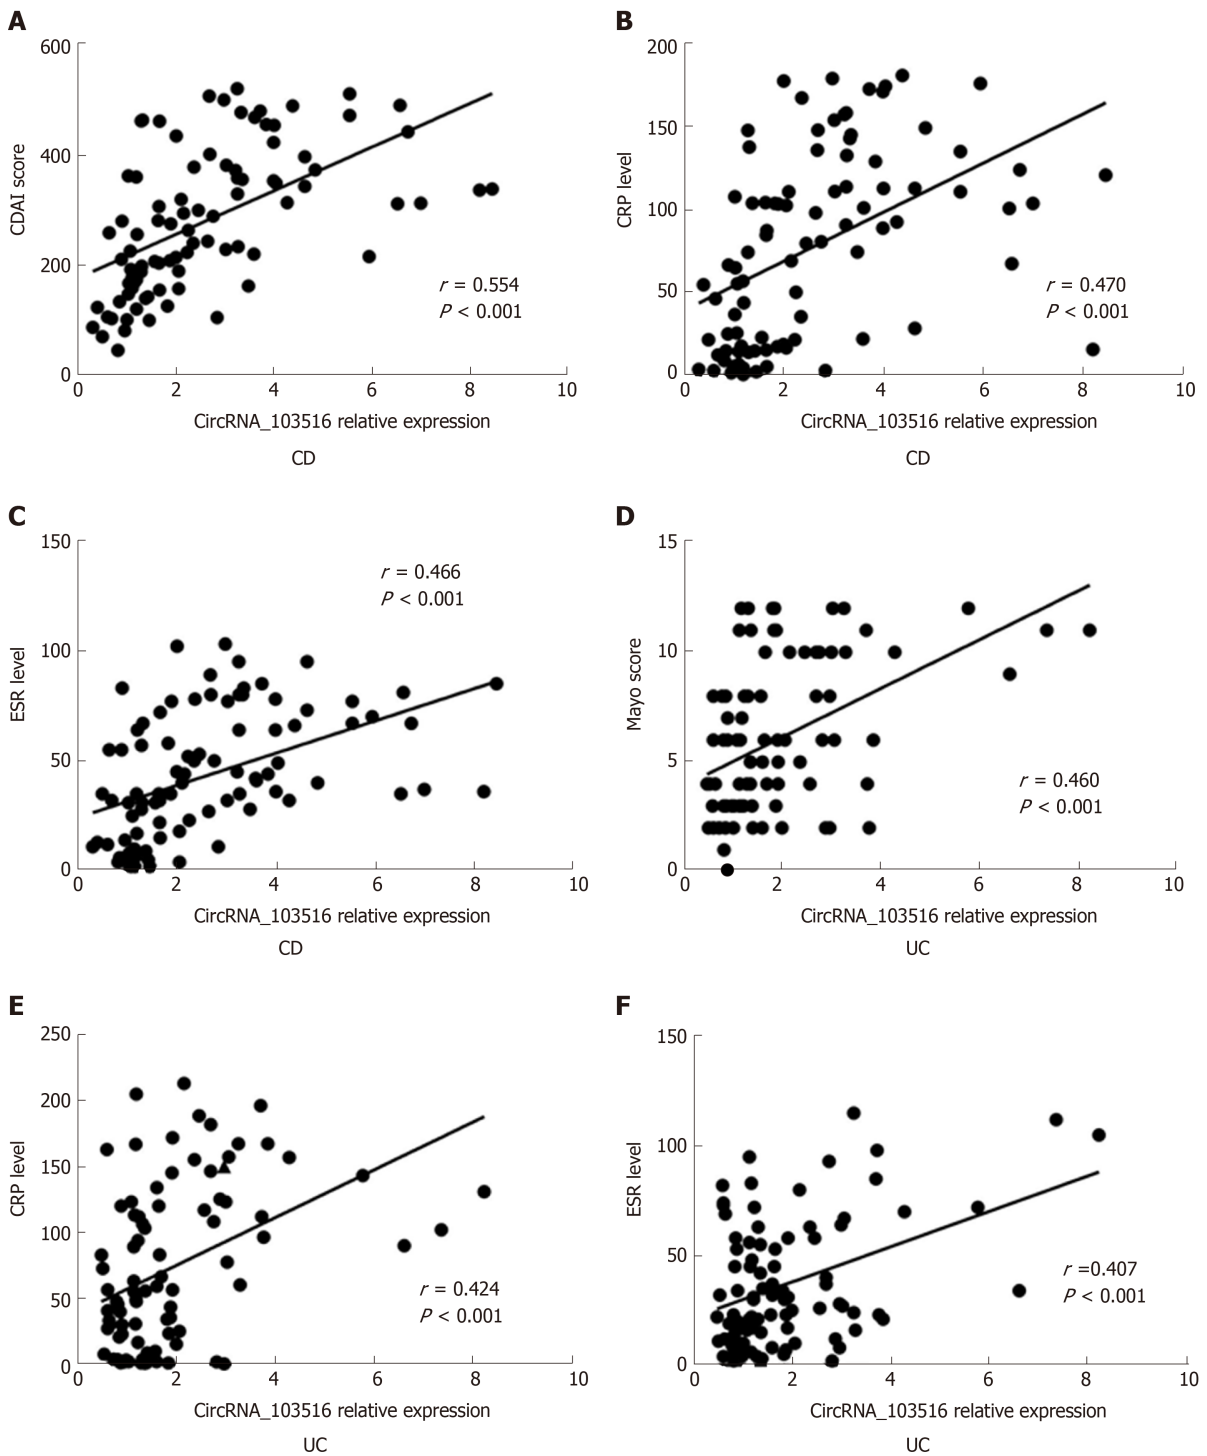 A
600
400
200
0
0 2 4 6 8 10
CDAI score
r = 0.554
P < 0.001
CircRNA_103516 relative expression
CD
B
200
150
100
50
0
0 2 4 6 8 10
CRP level
r = 0.470
P < 0.001
CircRNA_103516 relative expression
CD
C
150
100
50
0
0 2 4 6 8 10
ESR level
r = 0.466
P < 0.001
CircRNA_103516 relative expression
CD
D
15
10
5
0
0 2 4 6 8 10
Mayo score
r = 0.460
P < 0.001
CircRNA_103516 relative expression
UC
E
250
200
150
100
50
0
0 2 4 6 8 10
CRP level
r = 0.424
P < 0.001
CircRNA_103516 relative expression
UC
F
150
100
50
0
0 2 4 6 8 10
ESR level
r =0.407
P < 0.001
CircRNA_103516 relative expression
UC